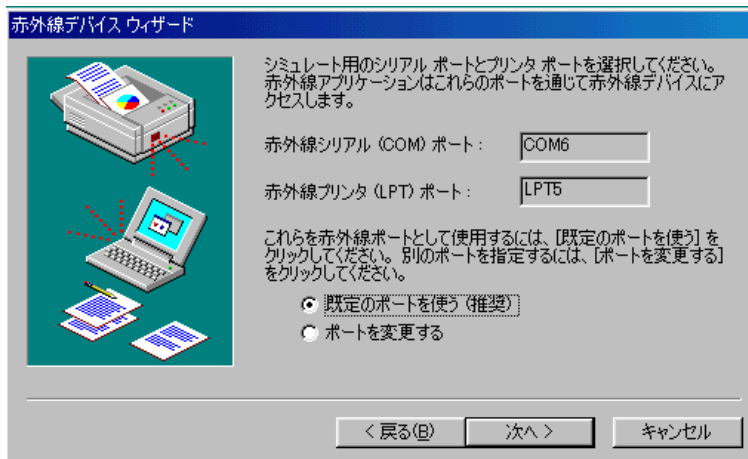 赤外線デバイス ウィザード
シミュレート用のシリアル ポートとプリンタ ポートを選択してください。
赤外線アプリケーションはこれらのポートを通じて赤外線デバイスにア
クセスします。
赤外線シリアル (COM) ポート : COM6
赤外線プリンタ (LPT) ポート : LPT5
これらを赤外線ポートとして使用するには、[既定のポートを使う] を
クリックしてください。別のポートを指定するには、[ポートを変更する]
をクリックしてください。
既定のポートを使う (推奨)
ポートを変更する
< 戻る(B) 次へ > キャンセル